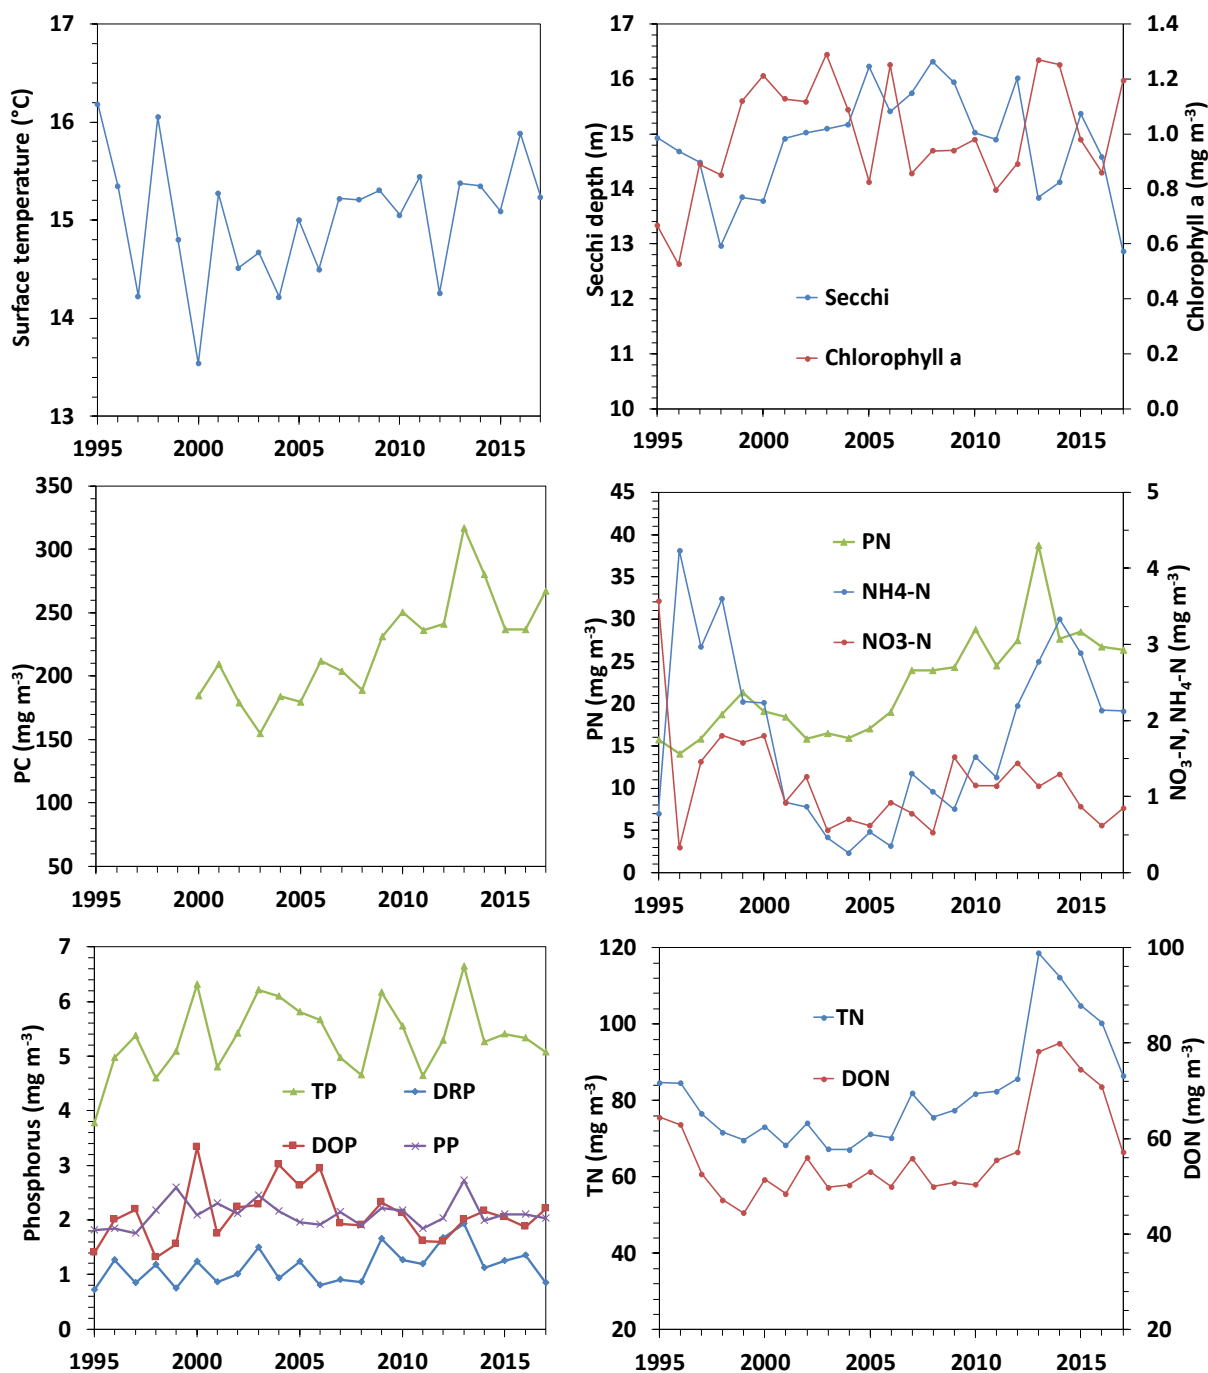 Surface temperature (°C)
17
16
15
14
13
1995 2000 2005 2010 2015
Secchi depth (m)
17
16
15
14
13
12
11
10
Secchi
Chlorophyll a
1.4
1.2
1.0
0.8
0.6
0.4
0.2
0.0
Chlorophyll a (mg m-3)
1995 2000 2005 2010 2015
PC (mg m-3)
350
300
250
200
150
100
50
1995 2000 2005 2010 2015
PN (mg m-3)
45
40
35
30
25
20
15
10
5
0
PN
NH4-N
NO3-N
5
4
3
2
1
0
NO3-N, NH4-N (mg m-3)
1995 2000 2005 2010 2015
Phosphorus (mg m-3)
7
6
5
4
3
2
1
0
TP DRP
DOP PP
1995 2000 2005 2010 2015
TN (mg m-3)
120
100
80
60
40
20
TN
DON
100
80
60
40
20
DON (mg m-3)
1995 2000 2005 2010 2015